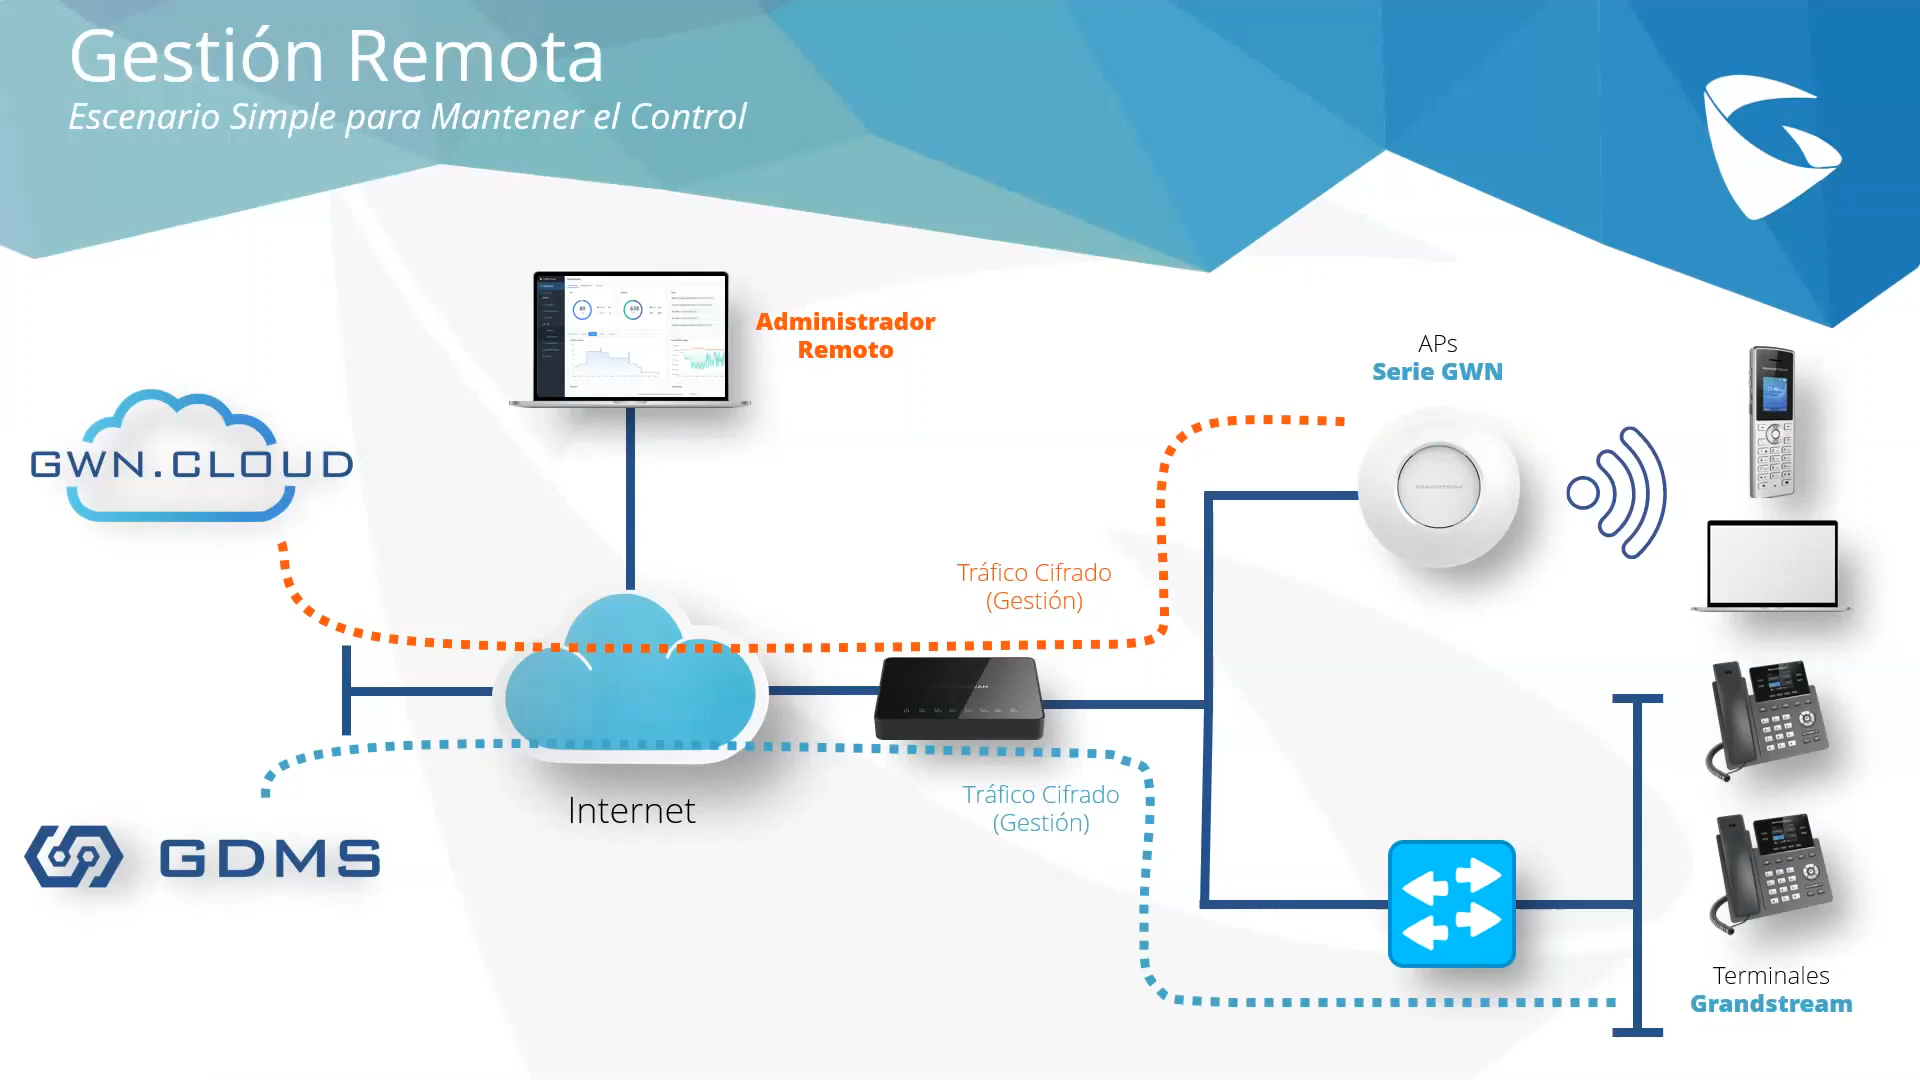 Gestión Remota
Escenario Simple para Mantener el Control
Administrador
Remoto
APs
Serie GWN
GWN.CLOUD
Tráfico Cifrado
(Gestión)
Internet
Tráfico Cifrado
(Gestión)
GDMS
Terminales
Grandstream